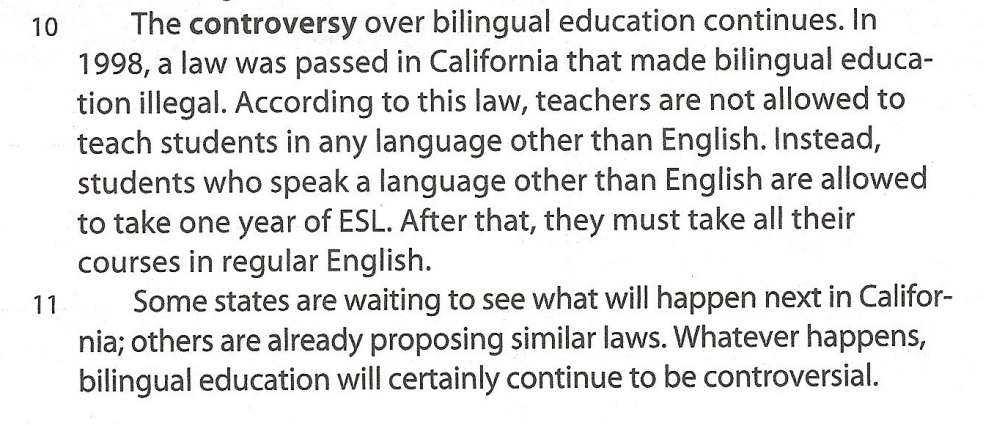 10 The controversy over bilingual education continues. In
1998, a law was passed in California that made bilingual educa-
tion illegal. According to this law, teachers are not allowed to
teach students in any language other than English. Instead,
students who speak a language other than English are allowed
to take one year of ESL. After that, they must take all their
courses in regular English.
11 Some states are waiting to see what will happen next in Califor-
nia; others are already proposing similar laws. Whatever happens,
bilingual education will certainly continue to be controversial.